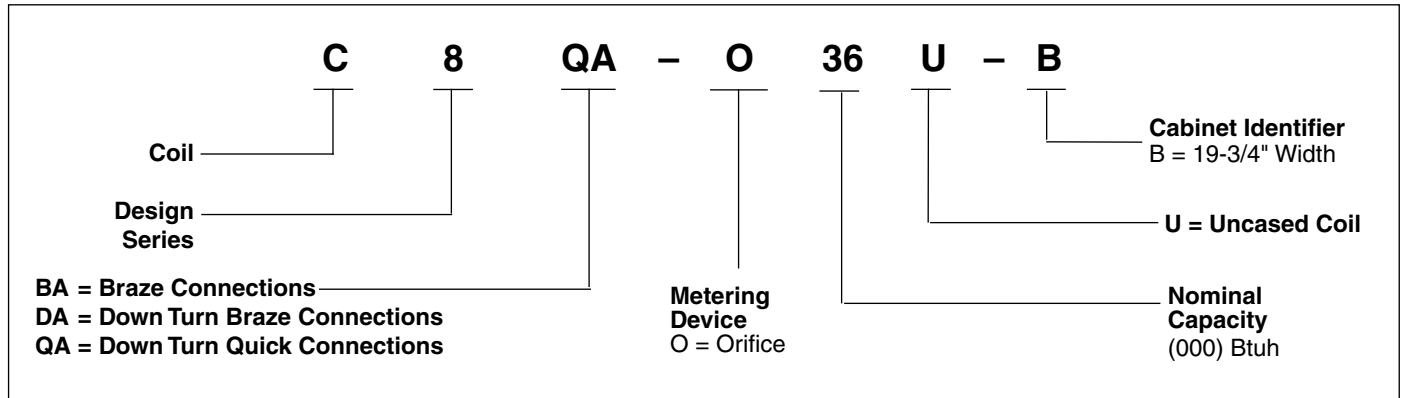 C 8 QA – O 36 U – B
Coil
Design
Series
BA = Braze Connections
DA = Down Turn Braze Connections
QA = Down Turn Quick Connections
Metering
Device
O = Orifice
Cabinet Identifier
B = 19-3/4" Width
U = Uncased Coil
Nominal
Capacity
(000) Btuh